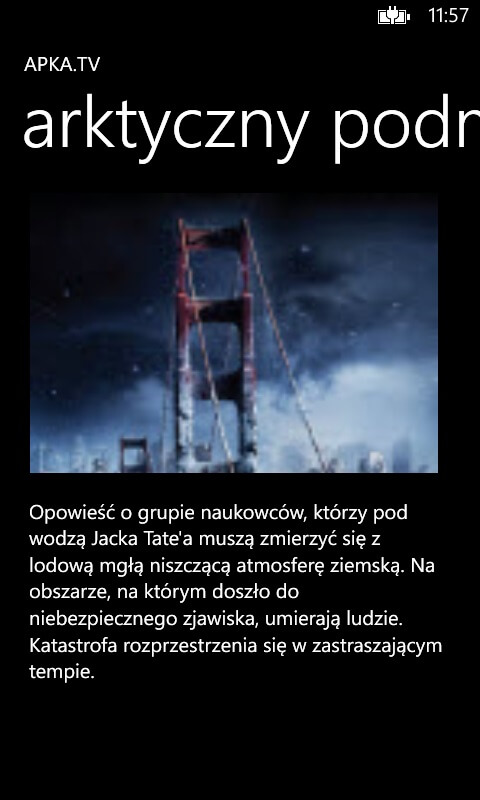 11:57
APKA.TV
arktyczny
Opowieść o grupie naukowców, którzy pod
wodzą Jacka Tate'a muszą zmierzyć się z
lodową mgłą niszczącą atmosferę ziemską. Na
obszarze, na którym doszło do
niebezpiecznego zjawiska, umierają ludzie.
Katastrofa rozprzestrzenia się w zastraszającym
tempie.